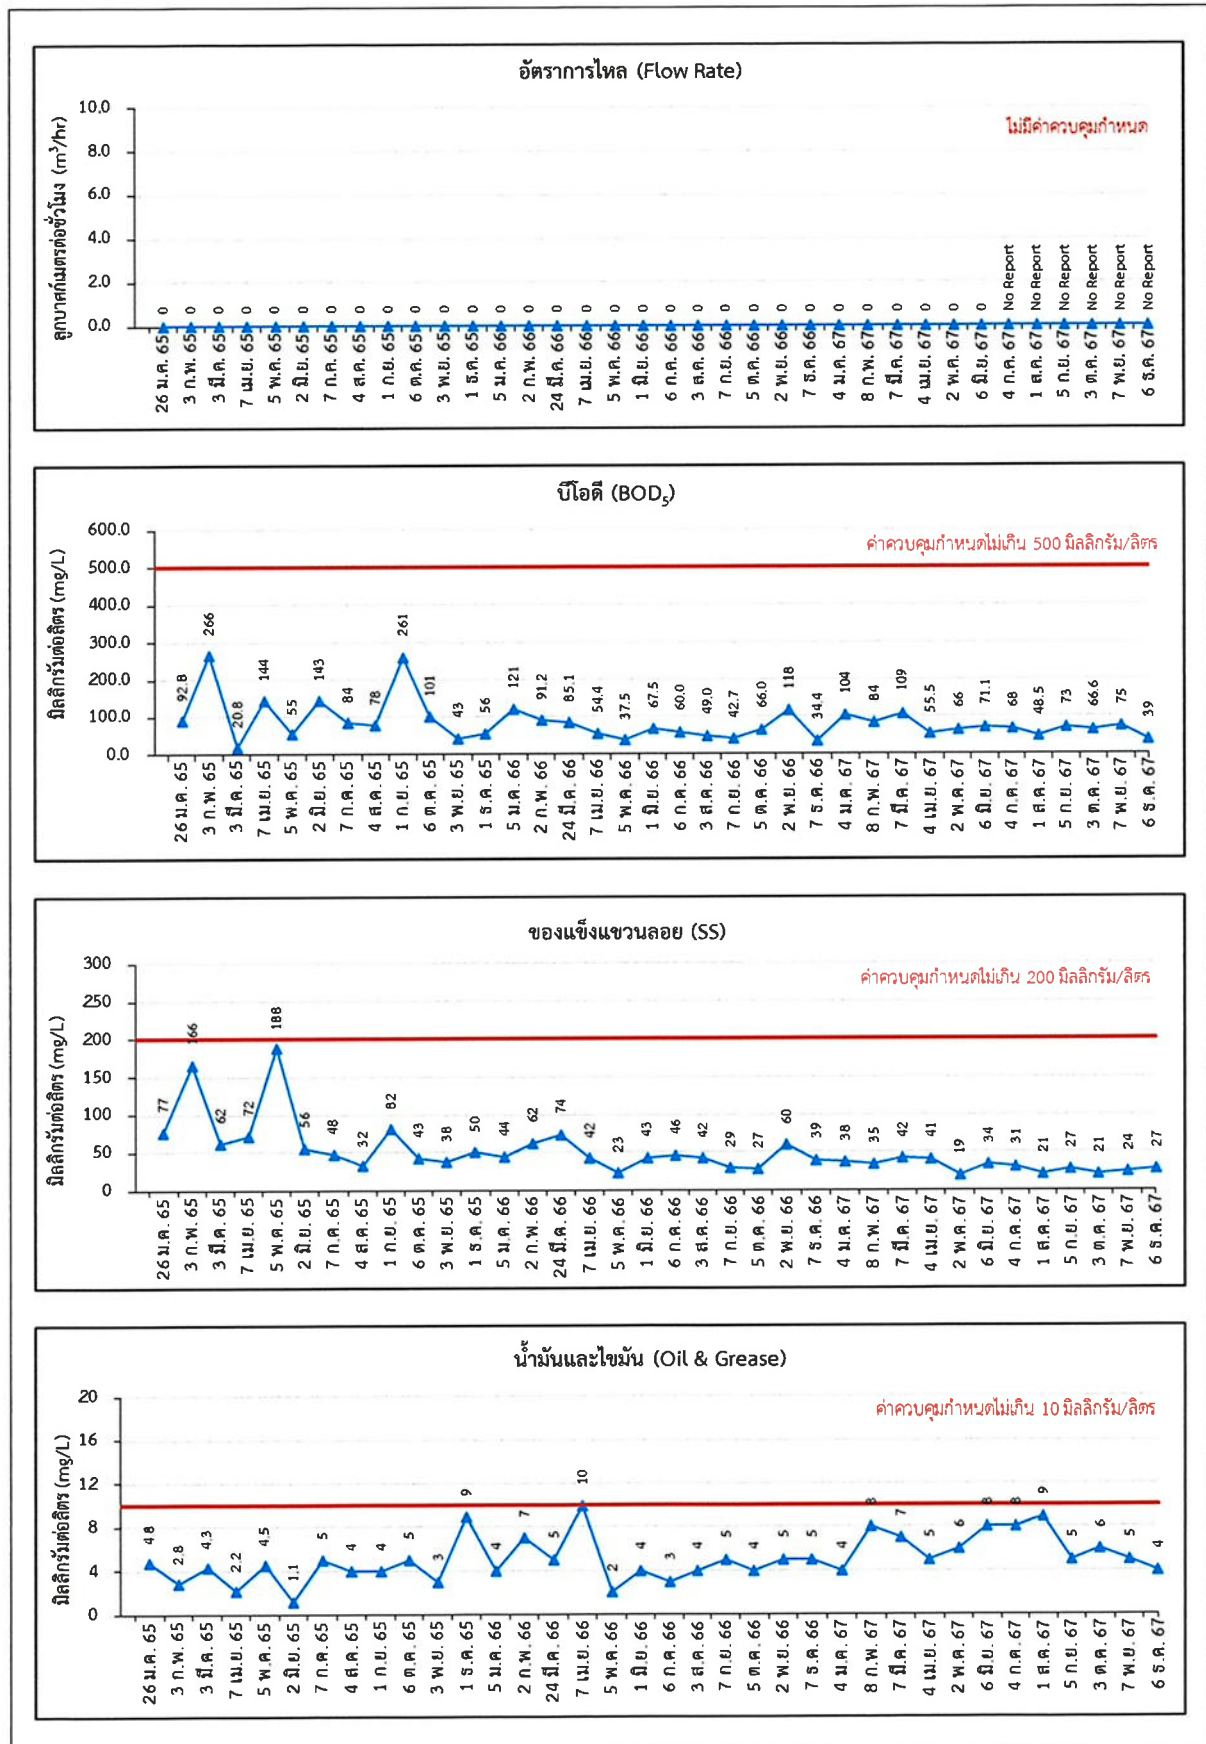 อัตราการไหล (Flow Rate)
ไม่มีค่าควบคุมกำหนด
ลูกบาศก์เมตรต่อชั่วโมง (m³/hr)
10.0
8.0
6.0
4.0
2.0
0.0
0 0 0 0 0 0 0 0 0 0 0 0 0 0 0 0 0 0 0 0 0 0 0 0 0 0 0 0 0 0 No Report No Report No Report No Report No Report No Report
26 ม.ค. 65 3 ก.พ. 65 3 มี.ค. 65 7 เม.ย. 65 5 พ.ค. 65 2 มิ.ย. 65 7 ก.ค. 65 4 ส.ค. 65 1 ก.ย. 65 6 ต.ค. 65 3 พ.ย. 65 1 ธ.ค. 65 5 ม.ค. 66 2 ก.พ. 66 24 มี.ค. 66 7 เม.ย. 66 5 พ.ค. 66 1 มิ.ย. 66 6 ก.ค. 66 3 ส.ค. 66 7 ก.ย. 66 5 ต.ค. 66 2 พ.ย. 66 7 ธ.ค. 66 4 ม.ค. 67 8 ก.พ. 67 7 มี.ค. 67 4 เม.ย. 67 2 พ.ค. 67 6 มิ.ย. 67 4 ก.ค. 67 1 ส.ค. 67 5 ก.ย. 67 3 ต.ค. 67 7 พ.ย. 67 6 ธ.ค. 67
บีโอดี (BOD₅)
ค่าควบคุมกำหนดไม่เกิน 500 มิลลิกรัม/ลิตร
มิลลิกรัมต่อลิตร (mg/L)
600.0
500.0
400.0
300.0
200.0
100.0
0.0
92.8 266 20.8 144 55 143 84 78 261 101 43 56 121 91.2 85.1 54.4 37.5 67.5 60.0 49.0 42.7 66.0 118 34.4 104 84 109 55.5 66 71.1 68 48.5 73 66.6 75 39
26 ม.ค. 65 3 ก.พ. 65 3 มี.ค. 65 7 เม.ย. 65 5 พ.ค. 65 2 มิ.ย. 65 7 ก.ค. 65 4 ส.ค. 65 1 ก.ย. 65 6 ต.ค. 65 3 พ.ย. 65 1 ธ.ค. 65 5 ม.ค. 66 2 ก.พ. 66 24 มี.ค. 66 7 เม.ย. 66 5 พ.ค. 66 1 มิ.ย. 66 6 ก.ค. 66 3 ส.ค. 66 7 ก.ย. 66 5 ต.ค. 66 2 พ.ย. 66 7 ธ.ค. 66 4 ม.ค. 67 8 ก.พ. 67 7 มี.ค. 67 4 เม.ย. 67 2 พ.ค. 67 6 มิ.ย. 67 4 ก.ค. 67 1 ส.ค. 67 5 ก.ย. 67 3 ต.ค. 67 7 พ.ย. 67 6 ธ.ค. 67
ของแข็งแขวนลอย (SS)
ค่าควบคุมกำหนดไม่เกิน 200 มิลลิกรัม/ลิตร
มิลลิกรัมต่อลิตร (mg/L)
300
250
200
150
100
50
0
77 166 62 72 188 56 48 32 82 43 38 50 44 62 74 42 23 43 46 42 29 27 60 39 38 35 42 41 19 34 31 21 27 21 24 27
26 ม.ค. 65 3 ก.พ. 65 3 มี.ค. 65 7 เม.ย. 65 5 พ.ค. 65 2 มิ.ย. 65 7 ก.ค. 65 4 ส.ค. 65 1 ก.ย. 65 6 ต.ค. 65 3 พ.ย. 65 1 ธ.ค. 65 5 ม.ค. 66 2 ก.พ. 66 24 มี.ค. 66 7 เม.ย. 66 5 พ.ค. 66 1 มิ.ย. 66 6 ก.ค. 66 3 ส.ค. 66 7 ก.ย. 66 5 ต.ค. 66 2 พ.ย. 66 7 ธ.ค. 66 4 ม.ค. 67 8 ก.พ. 67 7 มี.ค. 67 4 เม.ย. 67 2 พ.ค. 67 6 มิ.ย. 67 4 ก.ค. 67 1 ส.ค. 67 5 ก.ย. 67 3 ต.ค. 67 7 พ.ย. 67 6 ธ.ค. 67
น้ำมันและไขมัน (Oil & Grease)
ค่าควบคุมกำหนดไม่เกิน 10 มิลลิกรัม/ลิตร
มิลลิกรัมต่อลิตร (mg/L)
20
16
12
8
4
0
4.8 2.8 4.3 2.2 4.5 1.1 5 4 4 5 3 9 4 7 5 10 2 4 3 4 5 4 5 5 4 8 7 5 6 8 8 9 5 6 5 4
26 ม.ค. 65 3 ก.พ. 65 3 มี.ค. 65 7 เม.ย. 65 5 พ.ค. 65 2 มิ.ย. 65 7 ก.ค. 65 4 ส.ค. 65 1 ก.ย. 65 6 ต.ค. 65 3 พ.ย. 65 1 ธ.ค. 65 5 ม.ค. 66 2 ก.พ. 66 24 มี.ค. 66 7 เม.ย. 66 5 พ.ค. 66 1 มิ.ย. 66 6 ก.ค. 66 3 ส.ค. 66 7 ก.ย. 66 5 ต.ค. 66 2 พ.ย. 66 7 ธ.ค. 66 4 ม.ค. 67 8 ก.พ. 67 7 มี.ค. 67 4 เม.ย. 67 2 พ.ค. 67 6 มิ.ย. 67 4 ก.ค. 67 1 ส.ค. 67 5 ก.ย. 67 3 ต.ค. 67 7 พ.ย. 67 6 ธ.ค. 67